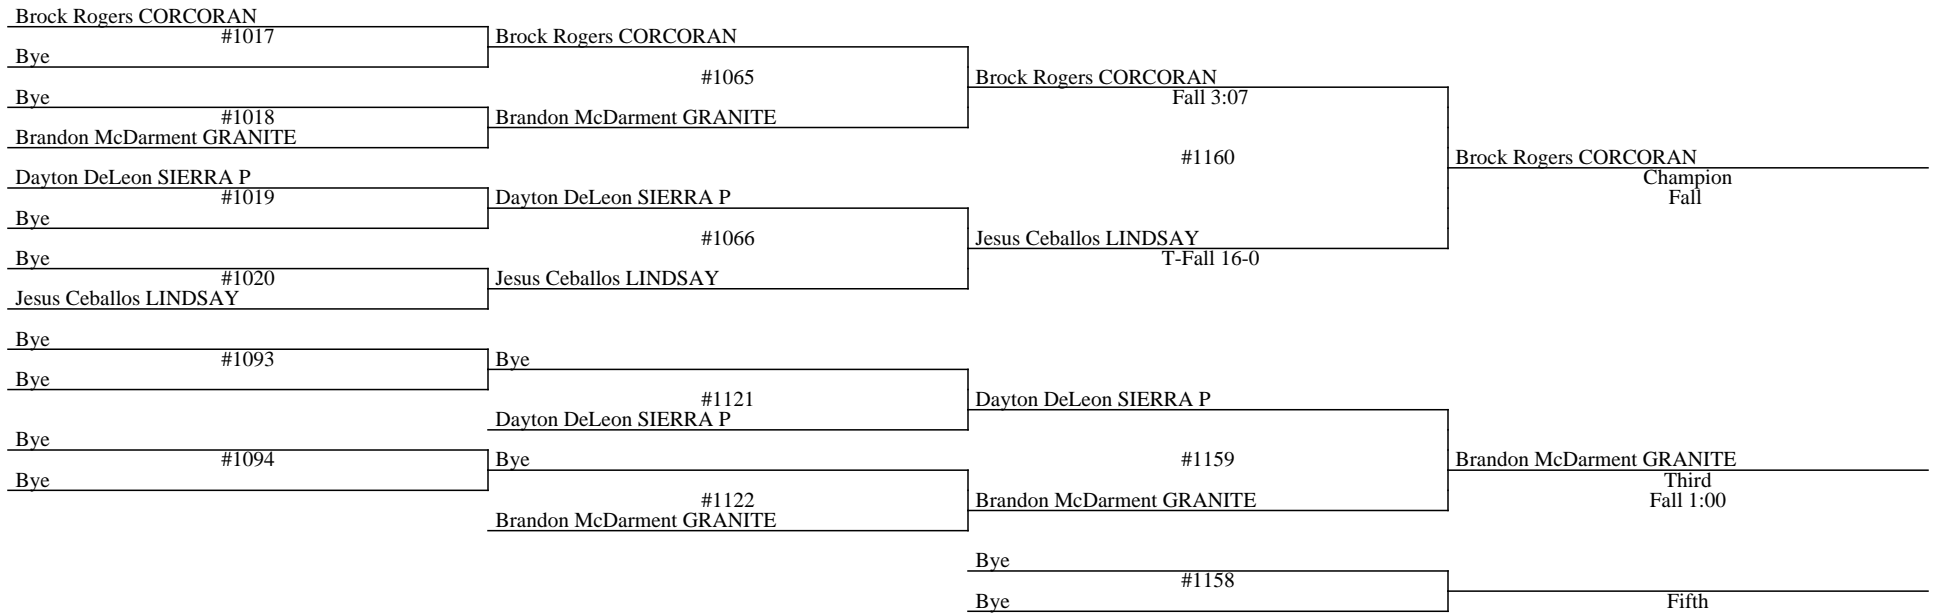 Brock Rogers CORCORAN
#1017
Bye
Bye
#1018
Brandon McDarment GRANITE
Dayton DeLeon SIERRA P
#1019
Bye
Bye
#1020
Jesus Ceballos LINDSAY
Bye
#1093
Bye
Bye
#1094
Bye
Brock Rogers CORCORAN
#1065
Brandon McDarment GRANITE
Dayton DeLeon SIERRA P
#1066
Jesus Ceballos LINDSAY
Bye
#1121
Dayton DeLeon SIERRA P
Bye
#1122
Brandon McDarment GRANITE
Brock Rogers CORCORAN
Fall 3:07
#1160
Jesus Ceballos LINDSAY
T-Fall 16-0
Dayton DeLeon SIERRA P
#1159
Brandon McDarment GRANITE
Bye
#1158
Bye
Brock Rogers CORCORAN
Champion
Fall
Brandon McDarment GRANITE
Third
Fall 1:00
Fifth